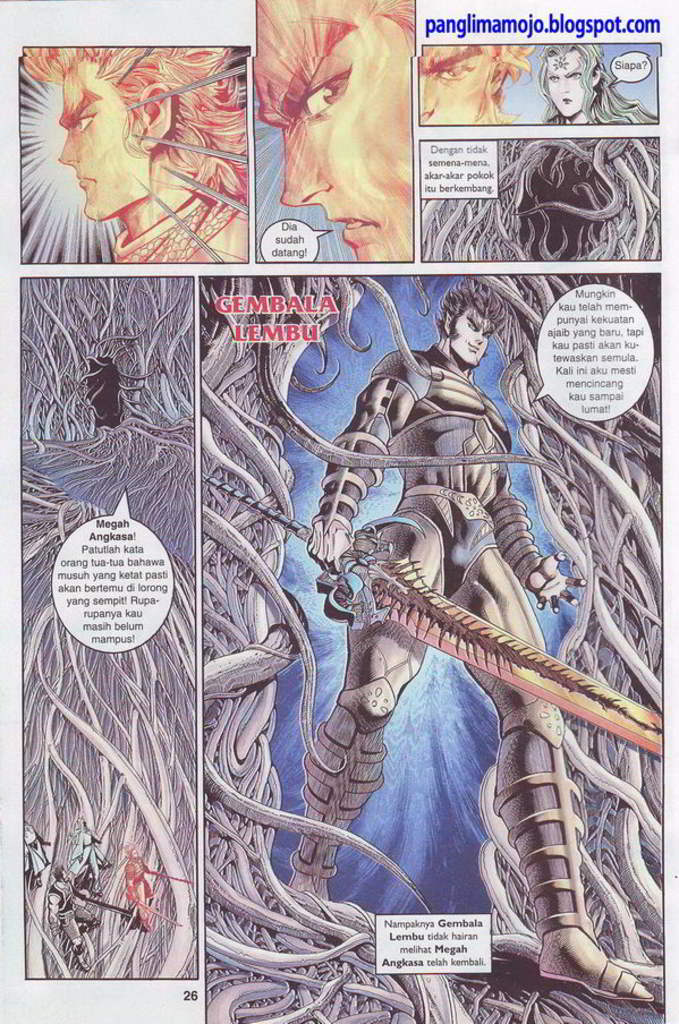 panglimamojo.blogspot.com
Dia
sudah
datang!
Siapa?
Dengan tidak
semena-mena,
akar-akar pokok
itu berkembang.
Megah
Angkasa!
Patutlah kata
orang tua-tua bahawa
musuh yang ketat pasti
akan bertemu di lorong
yang sempit! Rupa-
rupanya kau
masih belum
mampus!
GEMBALA
LEMBU
Mungkin
kau telah mem-
punyai kekuatan
ajaib yang baru, tapi
kau pasti akan ku-
tewaskan semula.
Kali ini aku mesti
mencincang
kau sampai
lumat!
Nampaknya Gembala
Lembu tidak hairan
melihat Megah
Angkasa telah kembali.
26